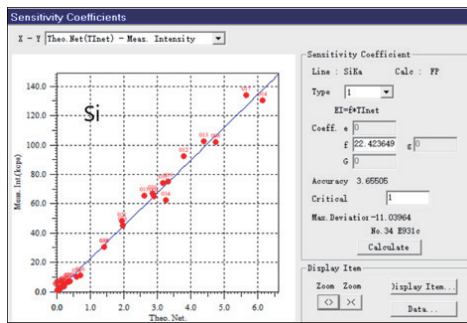 Sensitivity Coefficients
X - Y Theo.Net(TInet) - Meas. Intensity
Sensitivity Coefficient
Line : SiKa Calc : FP
Type 1
EI=f*TInet
Coeff. e 0
f 22.423649 g 0
G 0
Accuracy 3.65505
Critical 1
Max.Deviation -11.03964
No.34 E931c
Calculate
Display Item
Zoom Zoom
<> >< Display Item...
Data...
Si
Meas. Int.(kcps)
140.0
120.0
100.0
80.0
60.0
40.0
20.0
0.0
0.0 1.0 2.0 3.0 4.0 5.0 6.0
Theo. Net.